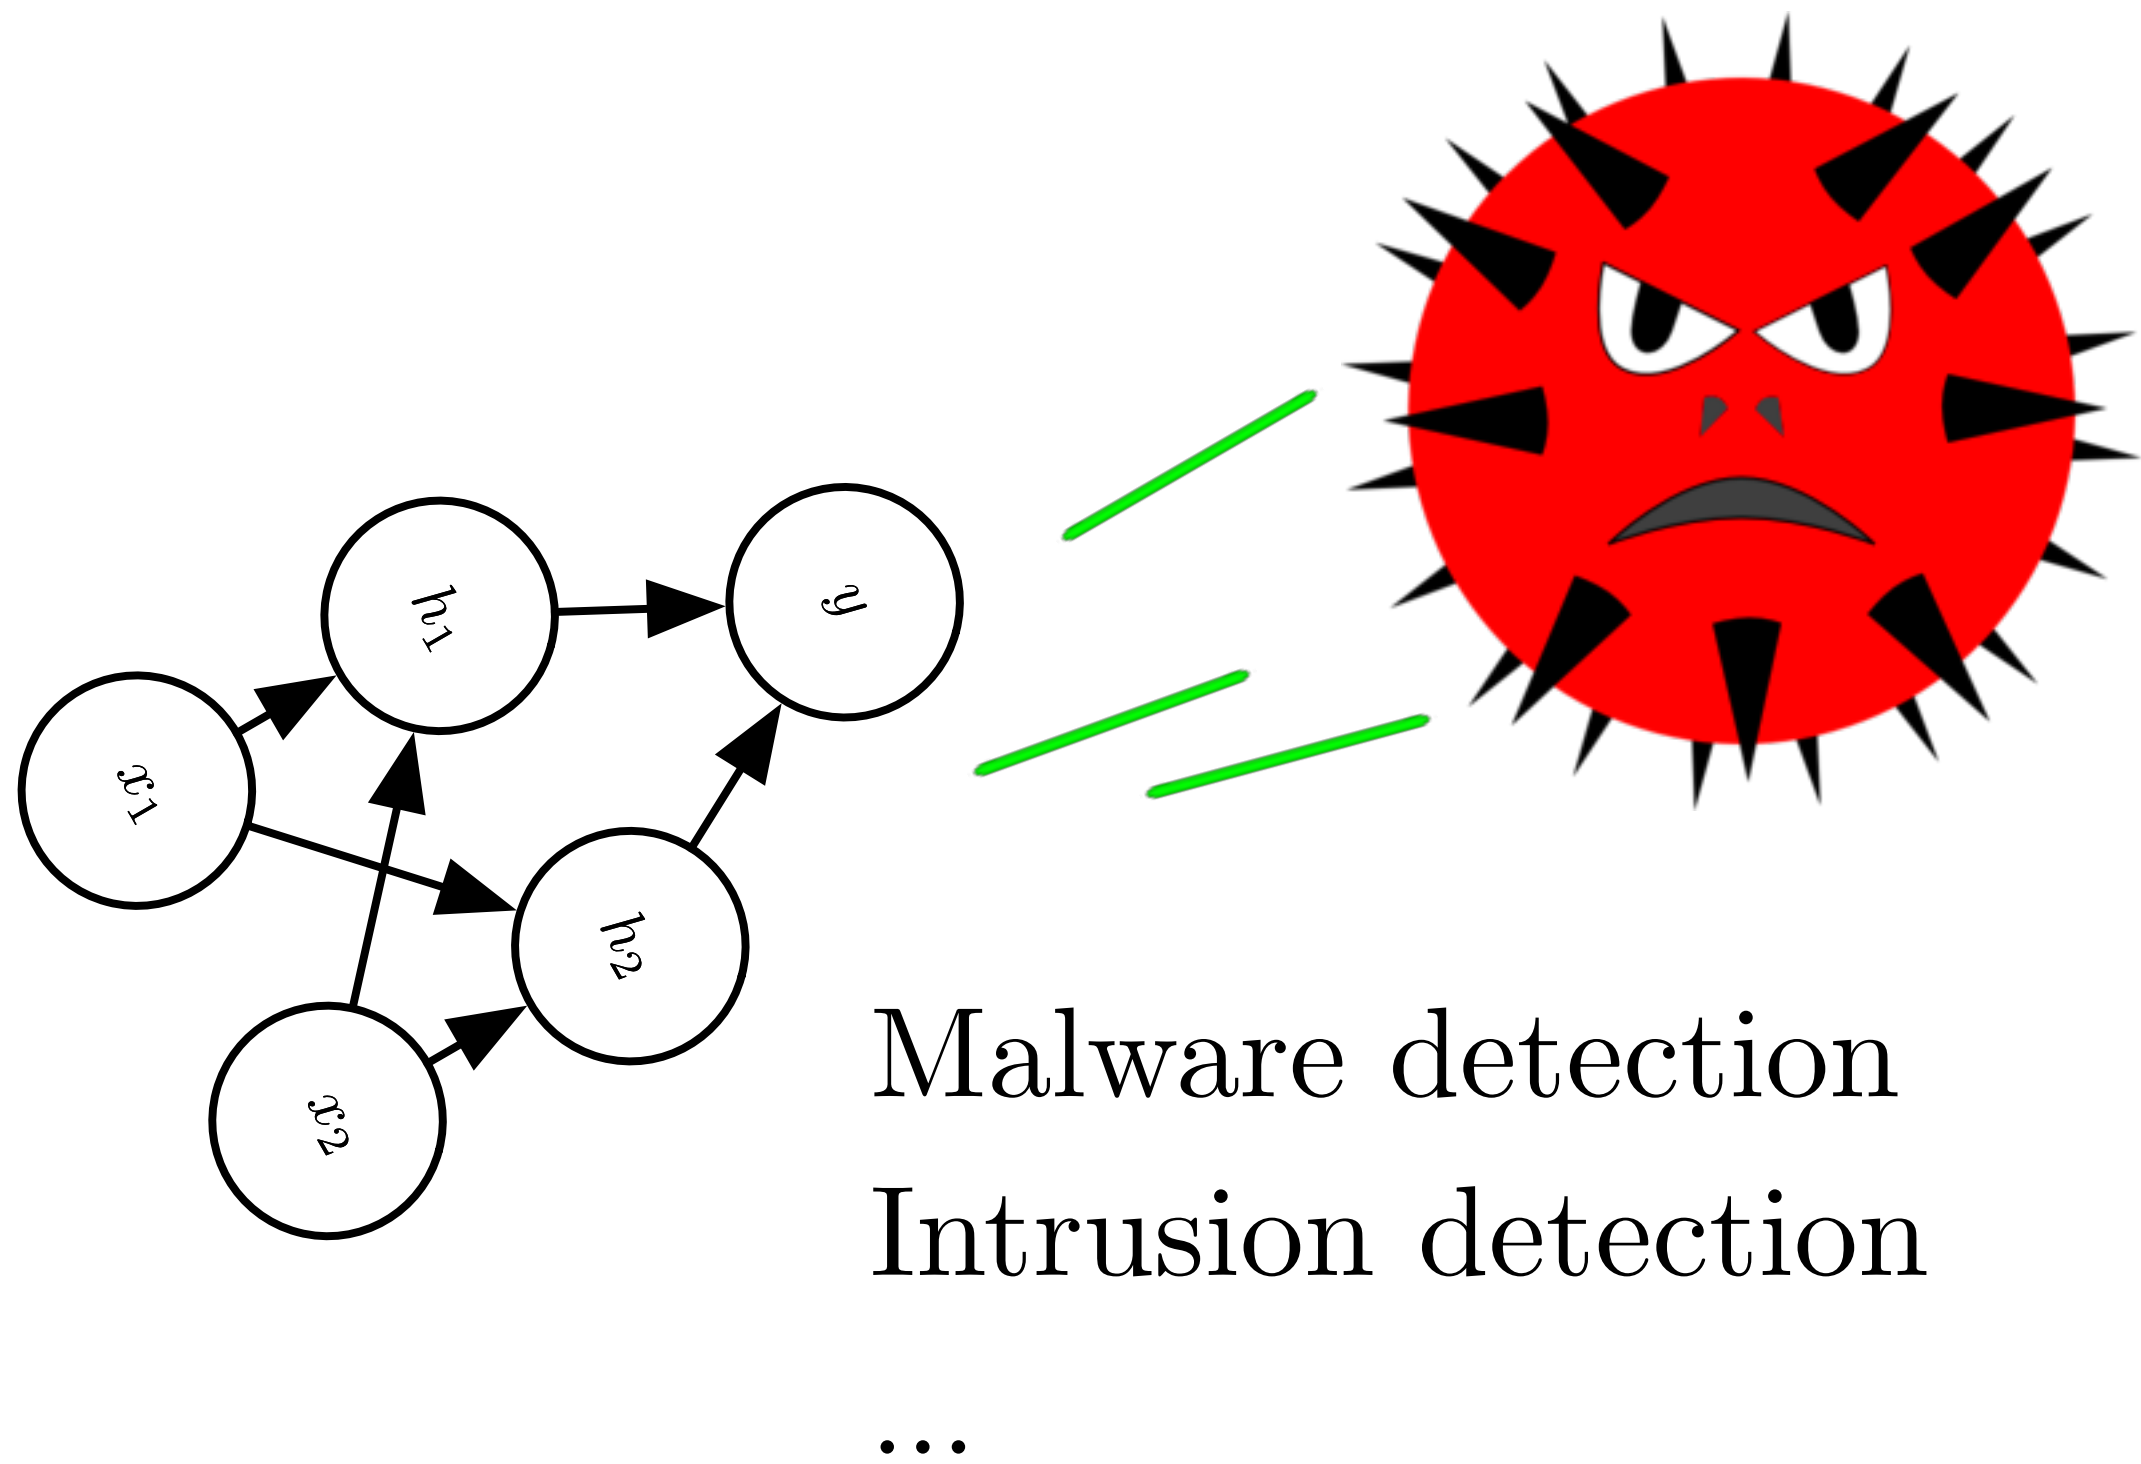 h₁
y
x₁
h₂
x₂
Malware detection
Intrusion detection
...